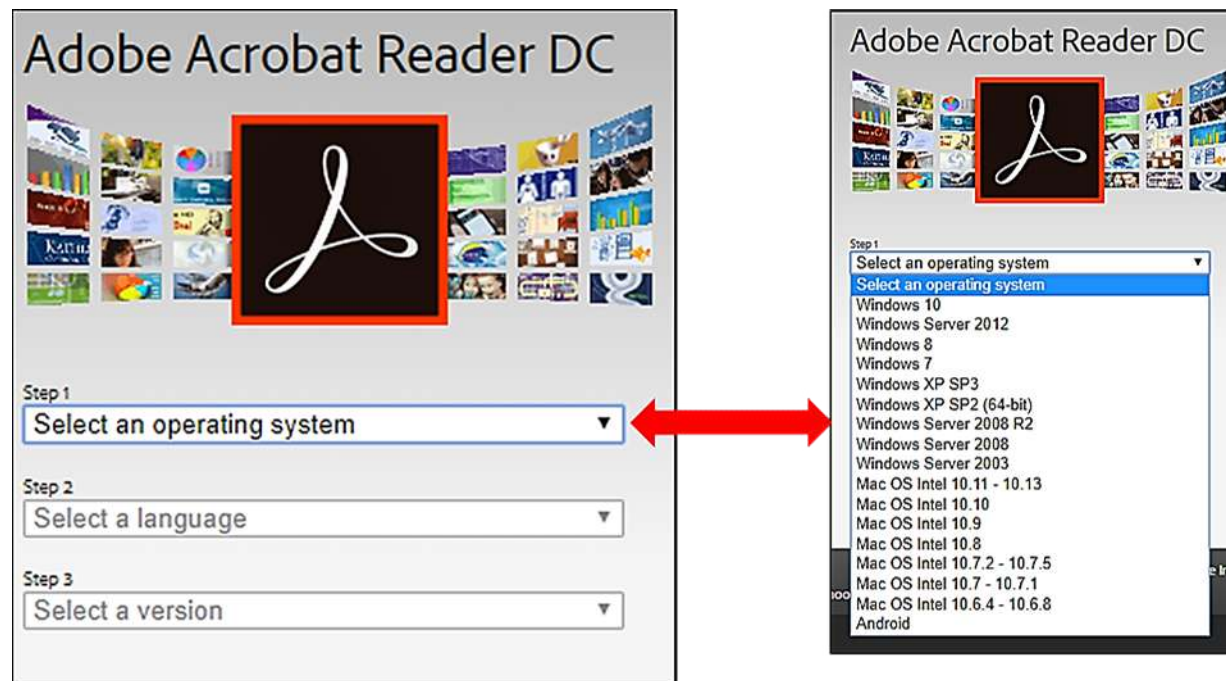 Adobe Acrobat Reader DC
Step 1
Select an operating system
Step 2
Select a language
Step 3
Select a version
Adobe Acrobat Reader DC
Step 1
Select an operating system
Select an operating system
Windows 10
Windows Server 2012
Windows 8
Windows 7
Windows XP SP3
Windows XP SP2 (64-bit)
Windows Server 2008 R2
Windows Server 2008
Windows Server 2003
Mac OS Intel 10.11 - 10.13
Mac OS Intel 10.10
Mac OS Intel 10.9
Mac OS Intel 10.8
Mac OS Intel 10.7.2 - 10.7.5
Mac OS Intel 10.7 - 10.7.1
Mac OS Intel 10.6.4 - 10.6.8
Android